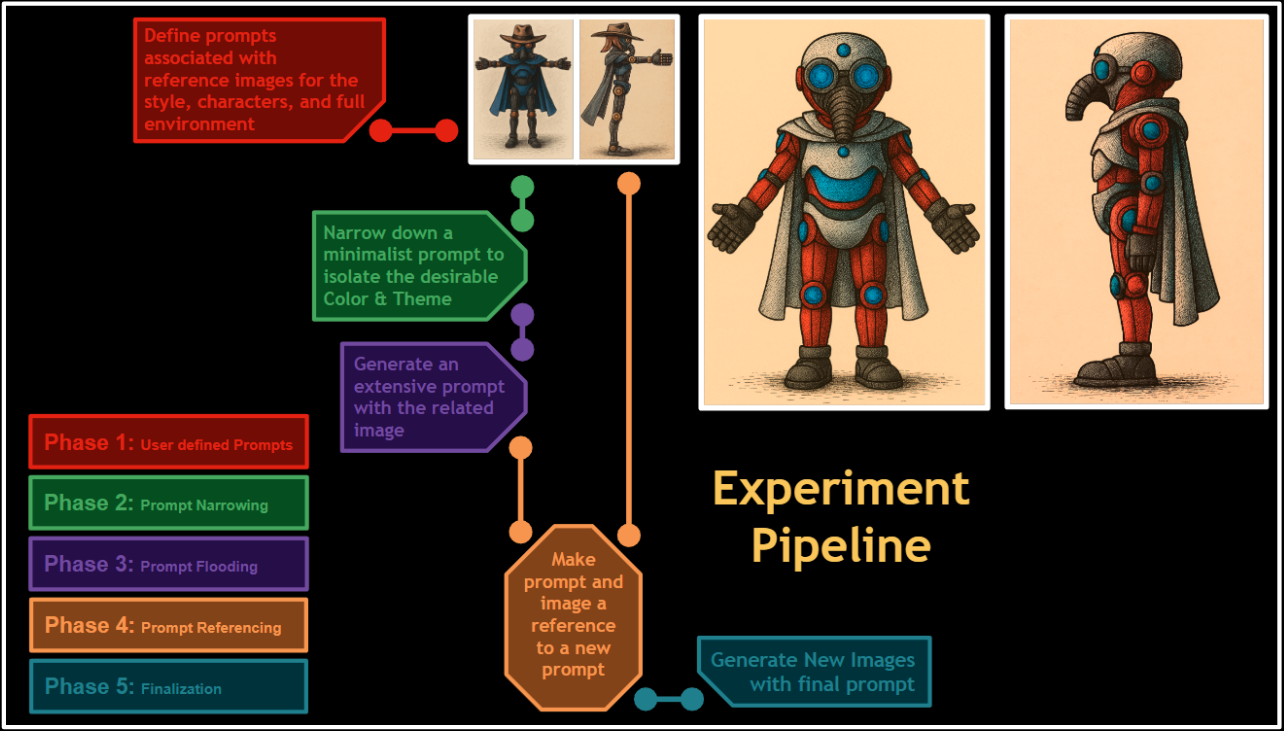 Define prompts
associated with
reference images for the
style, characters, and full
environment
Narrow down a
minimalist prompt to
isolate the desirable
Color & Theme
Generate an
extensive prompt
with the related
image
Phase 1: User defined Prompts
Phase 2: Prompt Narrowing
Phase 3: Prompt Flooding
Phase 4: Prompt Referencing
Phase 5: Finalization
Make
prompt and
image a
reference
to a new
prompt
Experiment
Pipeline
Generate New Images
with final prompt